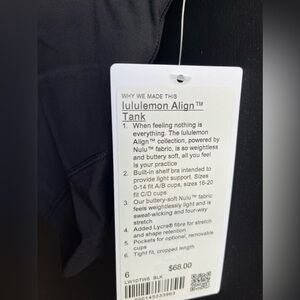 WHY WE MADE THIS
lululemon Align™
Tank
1. When feeling nothing is
everything. The lululemon
Align™ collection, powered by
Nulu™ fabric, is so weightless
and buttery soft, all you feel
is your practice
2. Built-in shelf bra intended to
provide light support. Sizes
0-14 fit A/B cups, sizes 16-20
fit C/D cups
3. Our buttery-soft Nulu™ fabric
feels weightlessly light and is
sweat-wicking and four-way
stretch
4. Added Lycra® fibre for stretch
and shape retention
5. Pockets for optional, removable
cups
6. Tight fit, cropped length
6 $68.00
LW1DTWS BLK